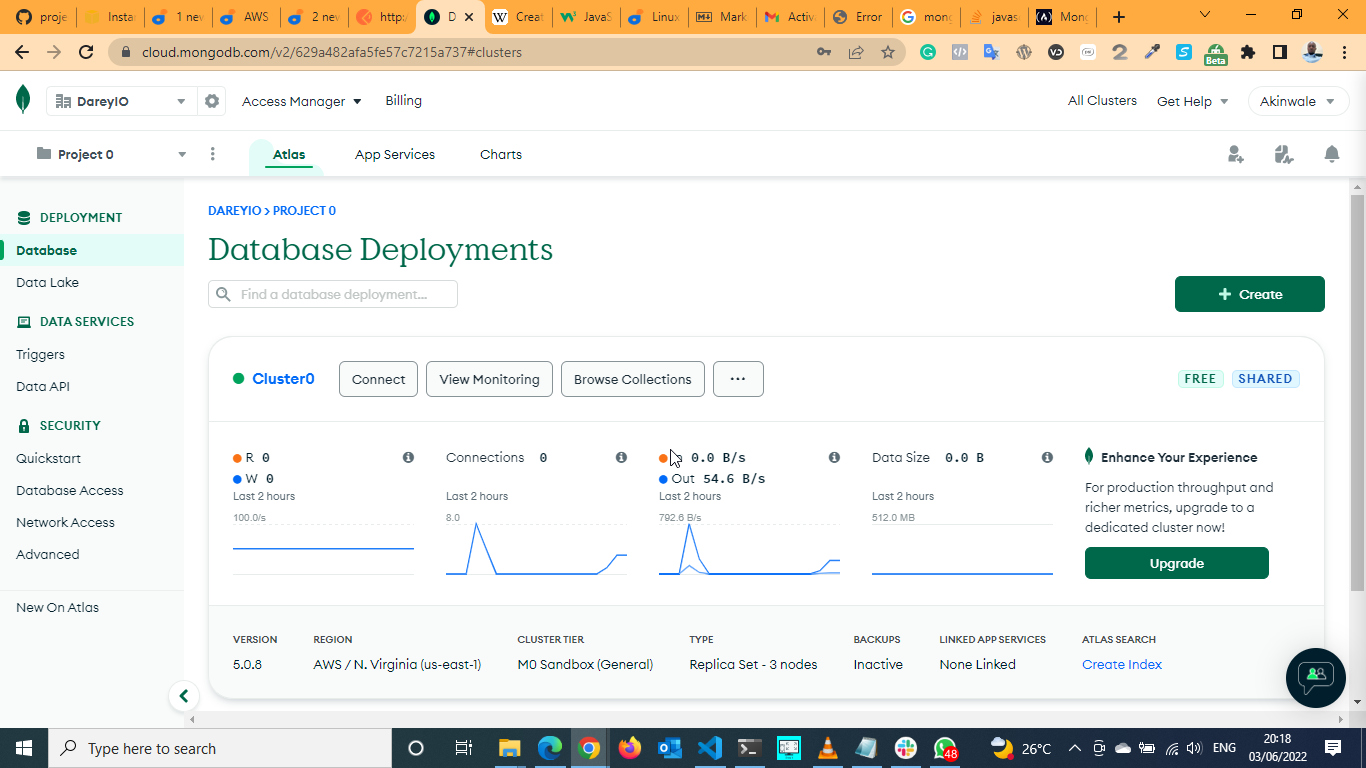 proje
Instan
1 nev
AWS
2 nev
http:
D
Creat
JavaS
Linux
Mark
Activ
Error
mong
javas
Mong
cloud.mongodb.com/v2/629a482afa5fe57c7215a737#clusters
Beta
DareyIO
Access Manager
Billing
All Clusters
Get Help
Akinwale
Project 0
Atlas
App Services
Charts
DEPLOYMENT
Database
Data Lake
DATA SERVICES
Triggers
Data API
SECURITY
Quickstart
Database Access
Network Access
Advanced
New On Atlas
DAREYIO > PROJECT 0
Database Deployments
Find a database deployment...
+ Create
Cluster0
Connect
View Monitoring
Browse Collections
...
FREE
SHARED
R 0
W 0
Last 2 hours
100.0/s
Connections 0
Last 2 hours
8.0
0.0 B/s
Out 54.6 B/s
Last 2 hours
792.6 B/s
Data Size 0.0 B
Last 2 hours
512.0 MB
Enhance Your Experience
For production throughput and
richer metrics, upgrade to a
dedicated cluster now!
Upgrade
VERSION
5.0.8
REGION
AWS / N. Virginia (us-east-1)
CLUSTER TIER
M0 Sandbox (General)
TYPE
Replica Set - 3 nodes
BACKUPS
Inactive
LINKED APP SERVICES
None Linked
ATLAS SEARCH
Create Index
Type here to search
48
26°C
ENG
20:18
03/06/2022